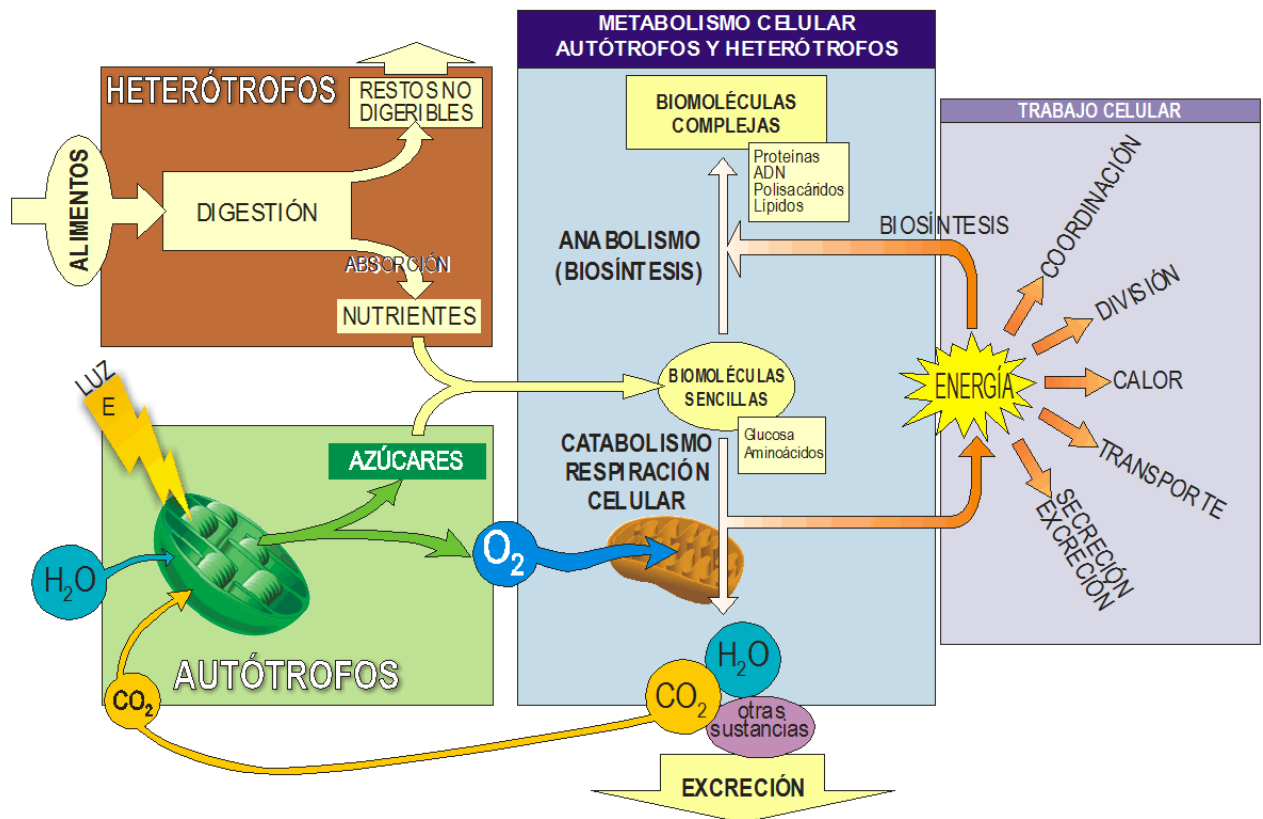 METABOLISMO CELULAR
AUTÓTROFOS Y HETERÓTROFOS
HETERÓTROFOS
RESTOS NO
DIGERIBLES
ALIMENTOS
DIGESTIÓN
ABSORCIÓN
NUTRIENTES
BIOMOLÉCULAS
COMPLEJAS
Proteínas
ADN
Polisacáridos
Lípidos
ANABOLISMO
(BIOSÍNTESIS)
BIOSÍNTESIS
TRABAJO CELULAR
COORDINACIÓN
DIVISIÓN
ENERGÍA
CALOR
TRANSPORTE
SECRECIÓN
EXCRECIÓN
BIOMOLÉCULAS
SENCILLAS
Glucosa
Aminoácidos
CATABOLISMO
RESPIRACIÓN
CELULAR
LUZ
E
AZÚCARES
O₂
H₂O
AUTÓTROFOS
CO₂
H₂O
CO₂
otras
sustancias
EXCRECIÓN